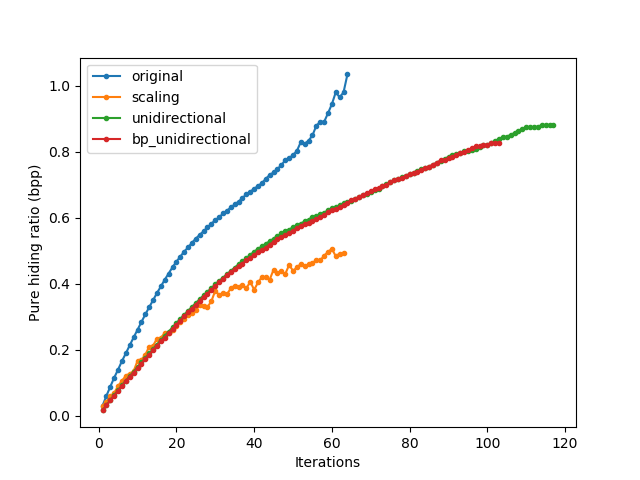 original
scaling
unidirectional
bp_unidirectional
Pure hiding ratio (bpp)
1.0
0.8
0.6
0.4
0.2
0.0
0 20 40 60 80 100 120
Iterations